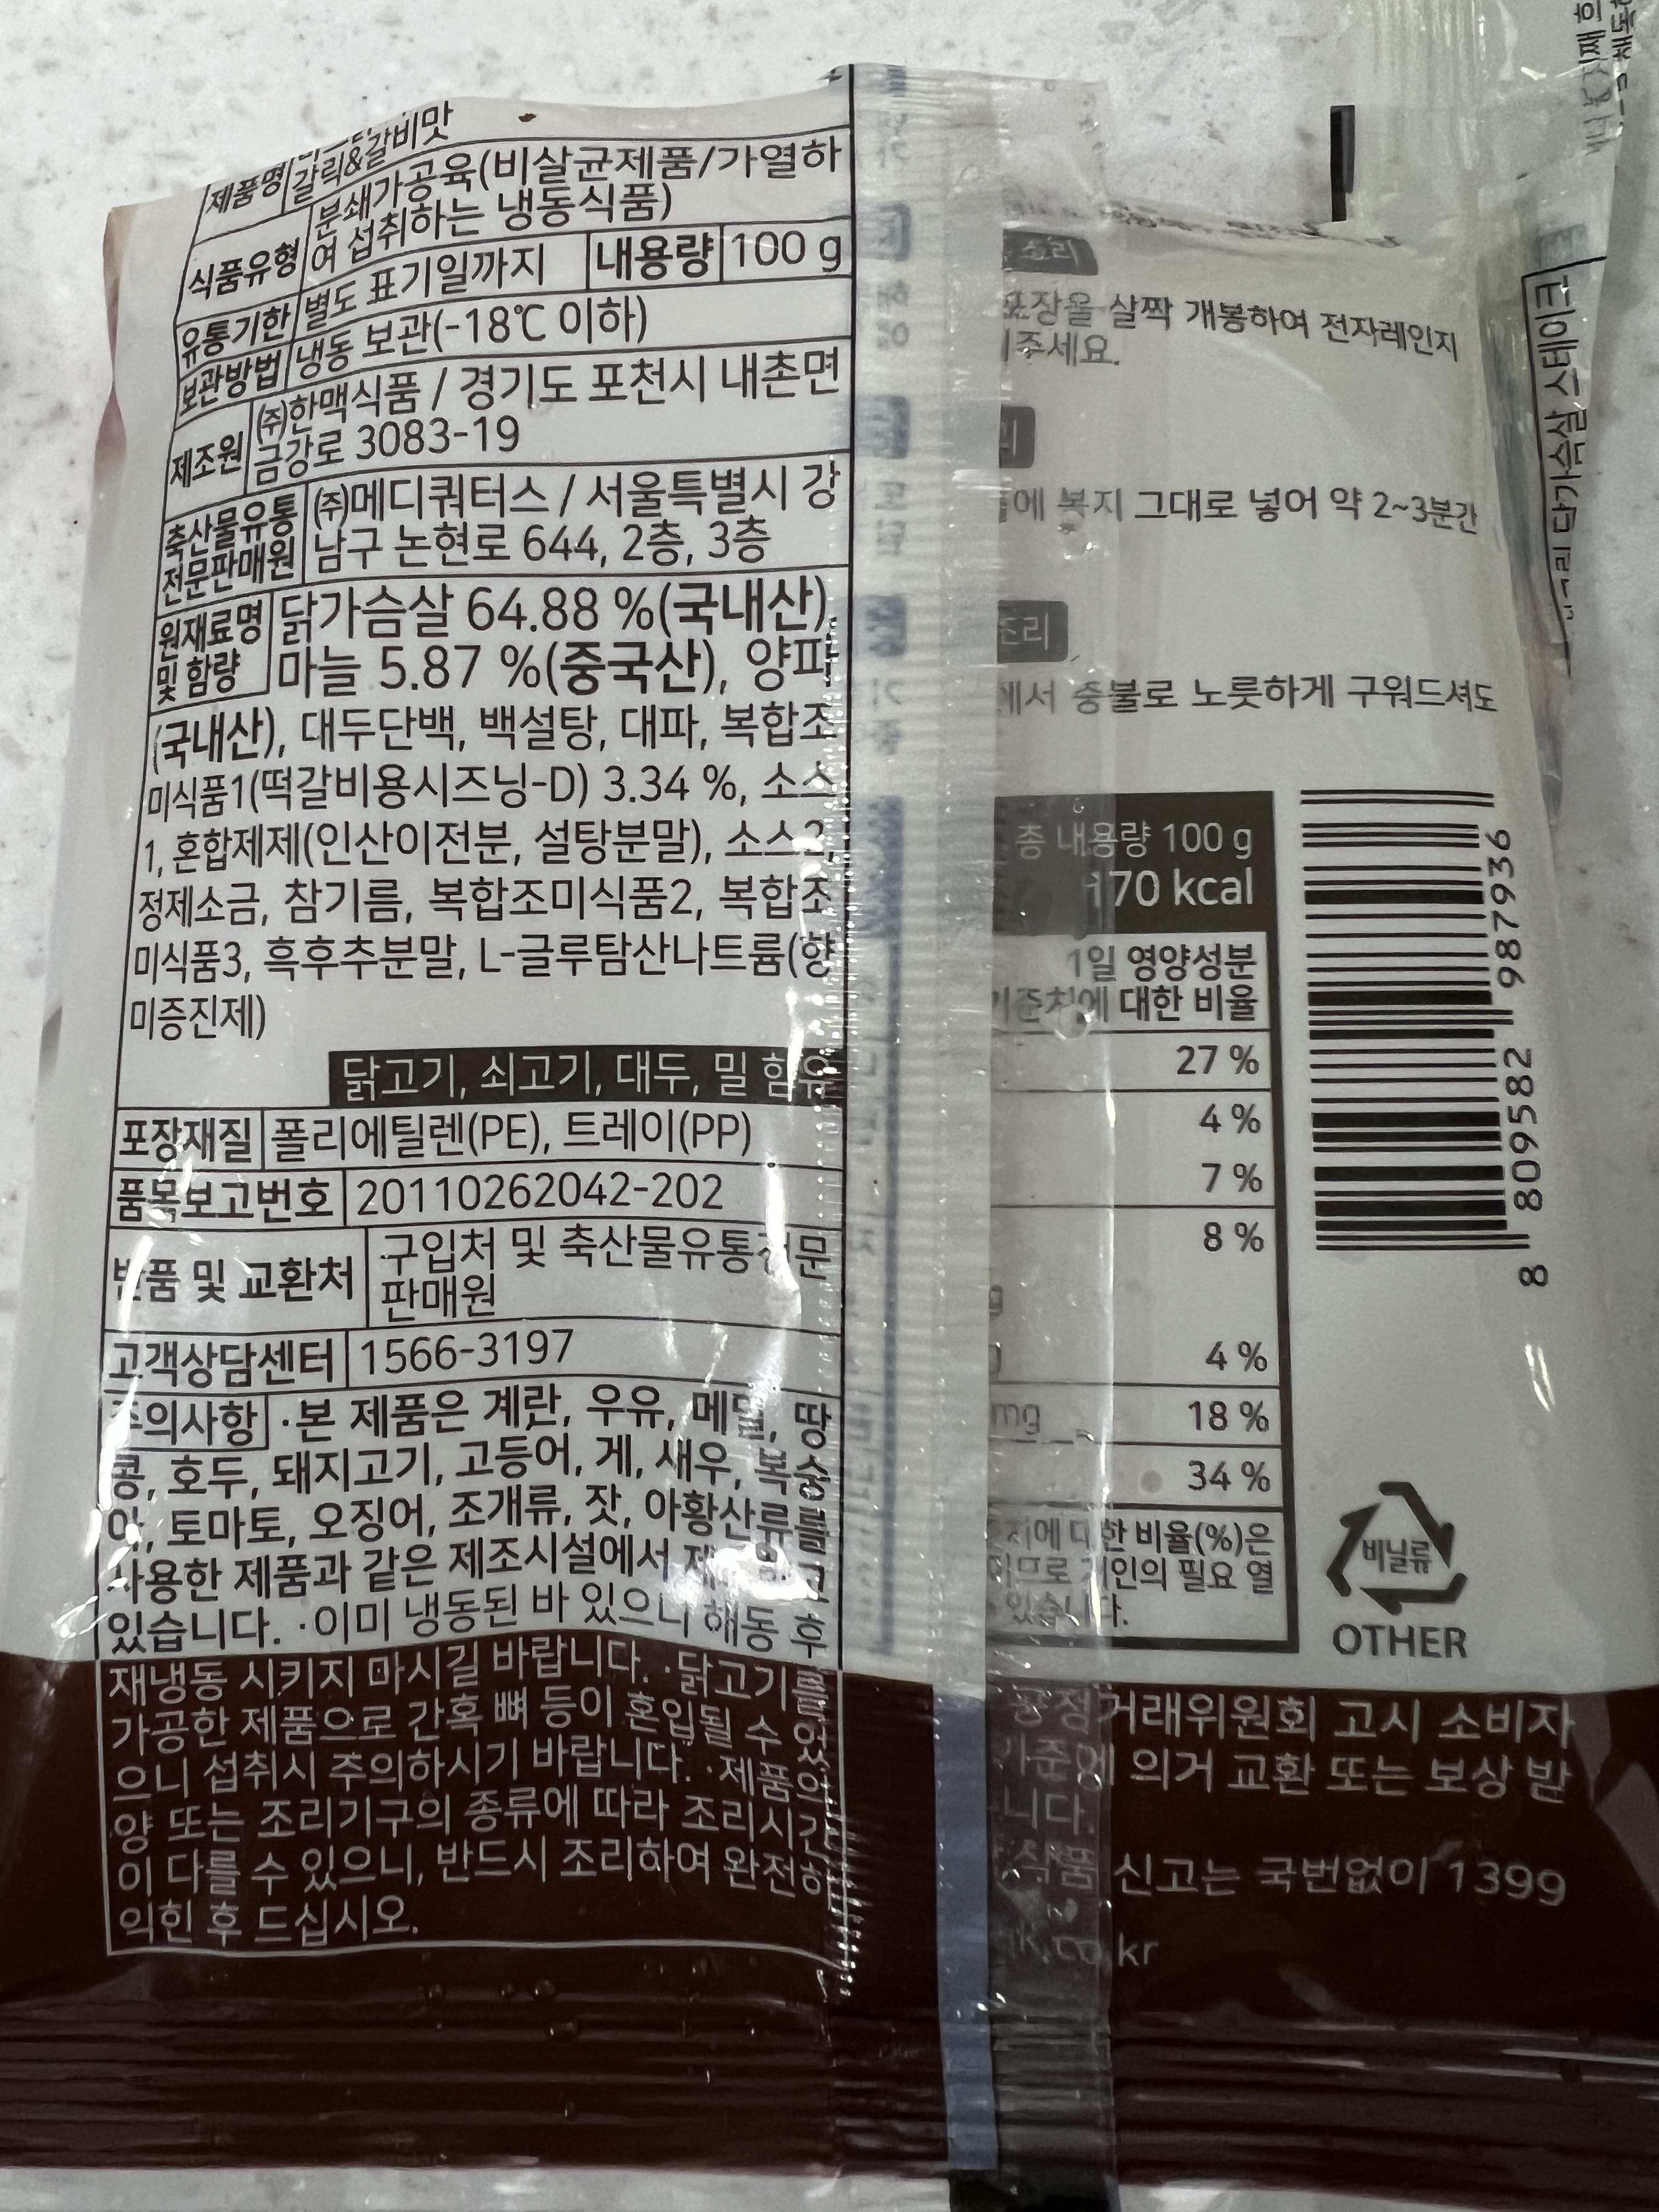 제품명
갈릭&갈비맛
식품유형
분쇄가공육(비살균제품/가열하
여 섭취하는 냉동식품)
유통기한 별도 표기일까지 내용량 100 g
보관방법 냉동 보관(-18℃ 이하)
제조원
㈜한맥식품 / 경기도 포천시 내촌면
금강로 3083-19
축산물유통
전문판매원
㈜메디쿼터스 / 서울특별시 강
남구 논현로 644, 2층, 3층
원재료명
및 함량
닭가슴살 64.88 %(국내산),
마늘 5.87 %(중국산), 양파
(국내산), 대두단백, 백설탕, 대파, 복합조
미식품1(떡갈비용시즈닝-D) 3.34 %, 소스
1, 혼합제제(인산이전분, 설탕분말), 소스2,
정제소금, 참기름, 복합조미식품2, 복합조
미식품3, 흑후추분말, L-글루탐산나트륨(향
미증진제)
닭고기, 쇠고기, 대두, 밀 함유
포장재질 폴리에틸렌(PE), 트레이(PP)
품목보고번호 20110262042-202
반품 및 교환처
구입처 및 축산물유통전문
판매원
고객상담센터 1566-3197
주의사항 ·본 제품은 계란, 우유, 메밀, 땅
콩, 호두, 돼지고기, 고등어, 게, 새우, 복숭
아, 토마토, 오징어, 조개류, 잣, 아황산류를
사용한 제품과 같은 제조시설에서
있습니다. ·이미 냉동된 바 있으니 해동 후
재냉동 시키지 마시길 바랍니다. ·닭고기를
가공한 제품으로 간혹 뼈 등이 혼입될 수 있
으니 섭취시 주의하시기 바랍니다. ·제품의
양 또는 조리기구의 종류에 따라 조리시간
이 다를 수 있으니, 반드시 조리하여 완전히
익힌 후 드십시오.
조리
포장을 살짝 개봉하여 전자레인지
주세요.
리
에 봉지 그대로 넣어 약 2~3분간
조리
에서 중불로 노릇하게 구워드셔도
총 내용량 100 g
170 kcal
1일 영양성분
기준치에 대한 비율
27 %
4 %
7 %
8 %
g
4 %
mg 18 %
34 %
치에 대한 비율(%)은
이므로 개인의 필요 열
있습니다.
8 809582 987936
비닐류
OTHER
공정거래위원회 고시 소비자
기준에 의거 교환 또는 보상 받
니다.
식품 신고는 국번없이 1399
k.co.kr
닭가슴살 스테이크